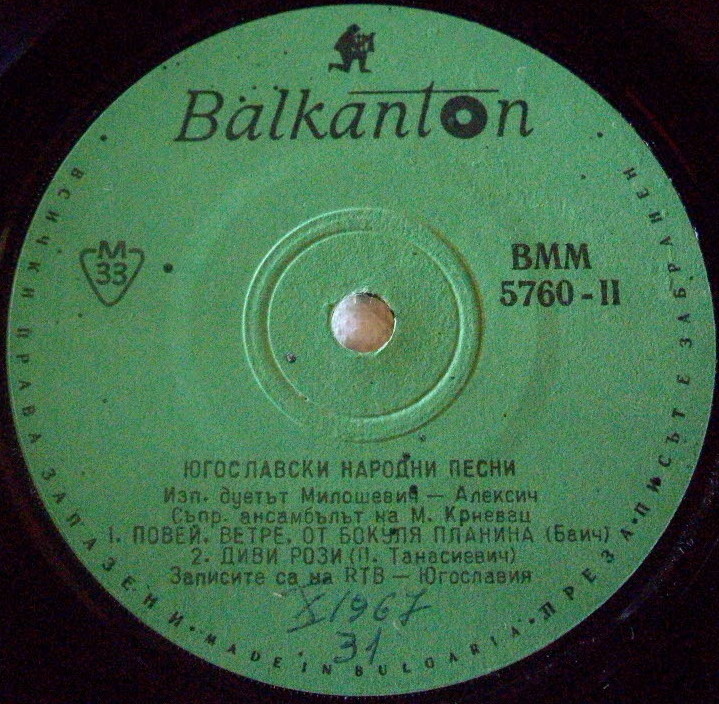 Balkanton
M
33
ВММ
5760 - II
ЮГОСЛАВСКИ НАРОДНИ ПЕСНИ
Изп. дуетът Милошевич — Алексич
Съпр. ансамбълът на М. Крневац
1. ПОВЕЙ, ВЕТРЕ, ОТ БОКУЛЯ ПЛАНИНА (Баич)
2. ДИВИ РОЗИ (П. Танасиевич)
Записите са на RTB — Югославия
X 1967
31
ВСИЧКИ ПРАВА ЗАПАЗЕНИ • MADE IN BULGARIA • ПРЕЗАПИСЪТ Е ЗАБРАНЕН